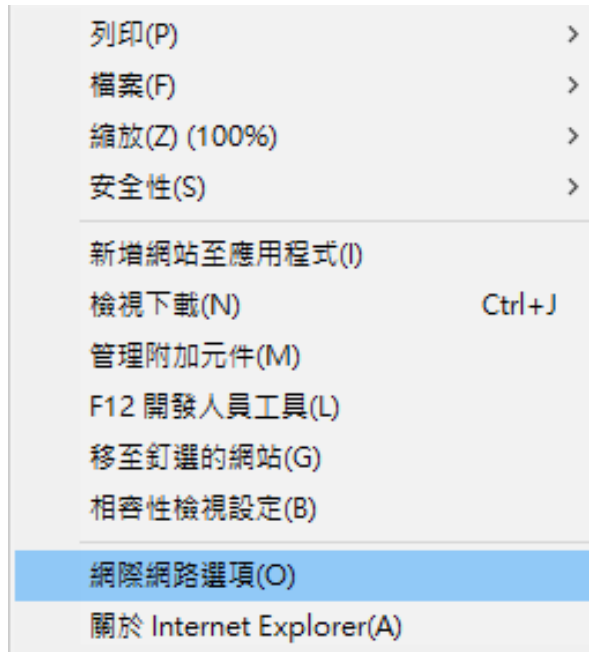 列印(P)
檔案(F)
縮放(Z) (100%)
安全性(S)
新增網站至應用程式(I)
檢視下載(N) Ctrl+J
管理附加元件(M)
F12 開發人員工具(L)
移至釘選的網站(G)
相容性檢視設定(B)
網際網路選項(O)
關於 Internet Explorer(A)